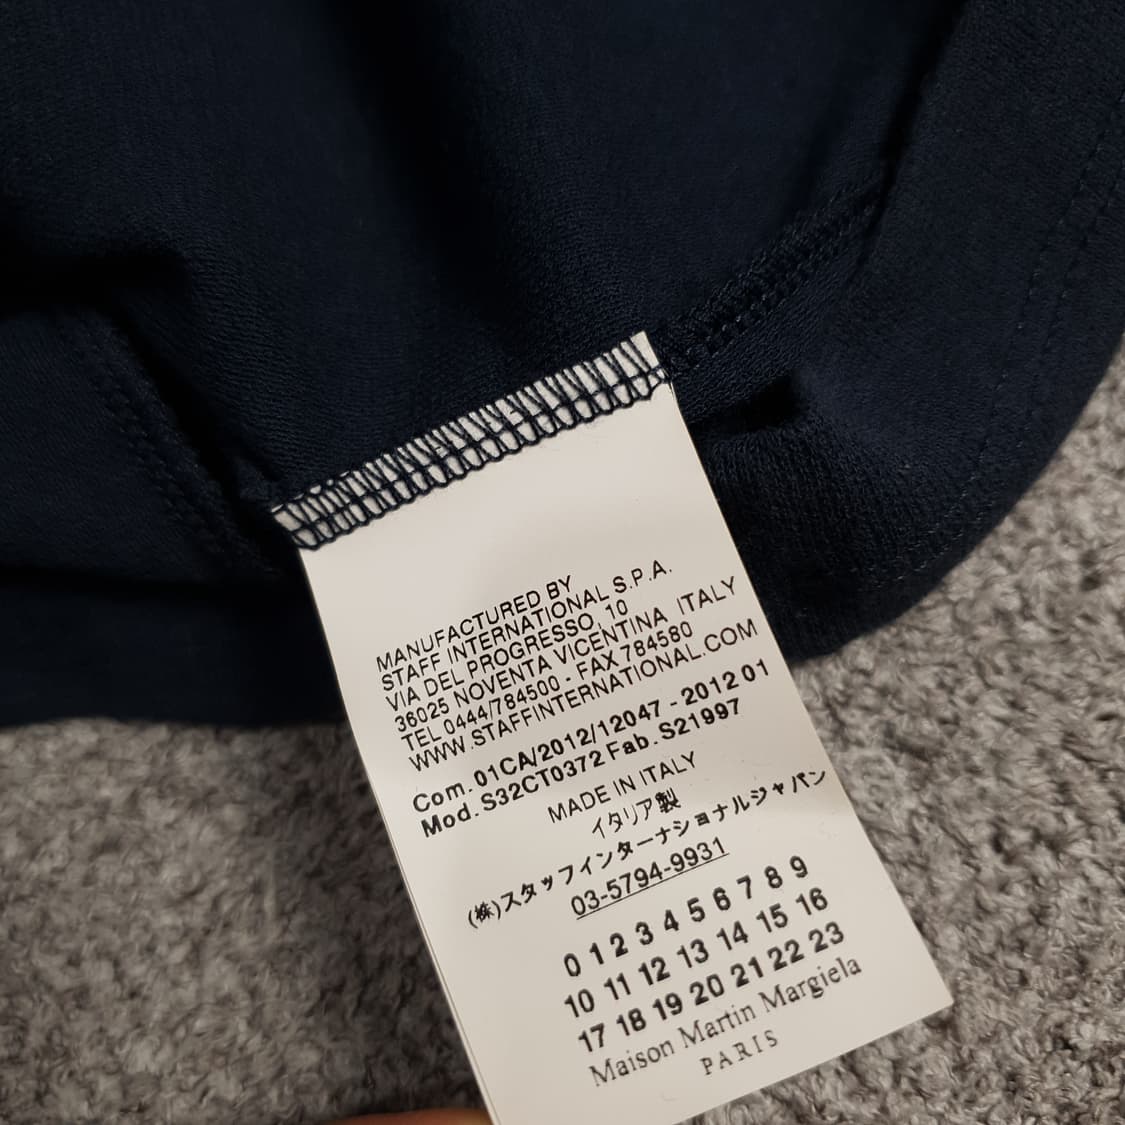 MANUFACTURED BY
STAFF INTERNATIONAL S.P.A.
VIA DEL PROGRESSO, 10
36025 NOVENTA VICENTINA ITALY
TEL 0444/784500 - FAX 784580
WWW.STAFFINTERNATIONAL.COM
Com. 01CA/2012/12047 - 2012 01
Mod. S32CT0372 Fab. S21997
MADE IN ITALY
イタリア製
(株)スタッフインターナショナルジャパン
03-5794-9931
0 1 2 3 4 5 6 7 8 9
10 11 12 13 14 15 16
17 18 19 20 21 22 23
Maison Martin Margiela
PARIS